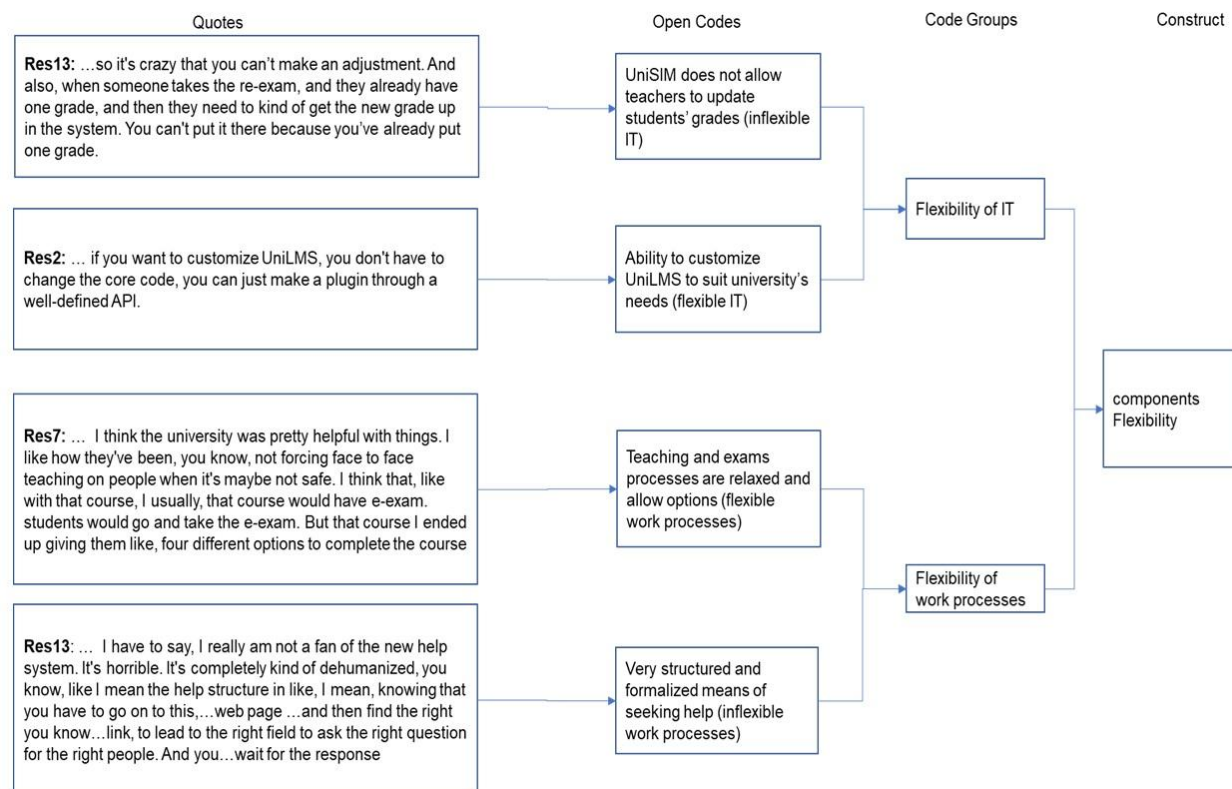 Quotes
Open Codes
Code Groups
Construct
Res13: …so it's crazy that you can’t make an adjustment. And
also, when someone takes the re-exam, and they already have
one grade, and then they need to kind of get the new grade up
in the system. You can't put it there because you’ve already put
one grade.
UniSIM does not allow
teachers to update
students’ grades (inflexible
IT)
Flexibility of IT
Res2: … if you want to customize UniLMS, you don't have to
change the core code, you can just make a plugin through a
well-defined API.
Ability to customize
UniLMS to suit university’s
needs (flexible IT)
components
Flexibility
Res7: … I think the university was pretty helpful with things. I
like how they've been, you know, not forcing face to face
teaching on people when it's maybe not safe. I think that, like
with that course, I usually, that course would have e-exam.
students would go and take the e-exam. But that course I ended
up giving them like, four different options to complete the course
Teaching and exams
processes are relaxed and
allow options (flexible
work processes)
Flexibility of
work processes
Res13: … I have to say, I really am not a fan of the new help
system. It's horrible. It's completely kind of dehumanized, you
know, like I mean the help structure in like, I mean, knowing that
you have to go on to this,…web page …and then find the right
you know…link, to lead to the right field to ask the right question
for the right people. And you…wait for the response
Very structured and
formalized means of
seeking help (inflexible
work processes)